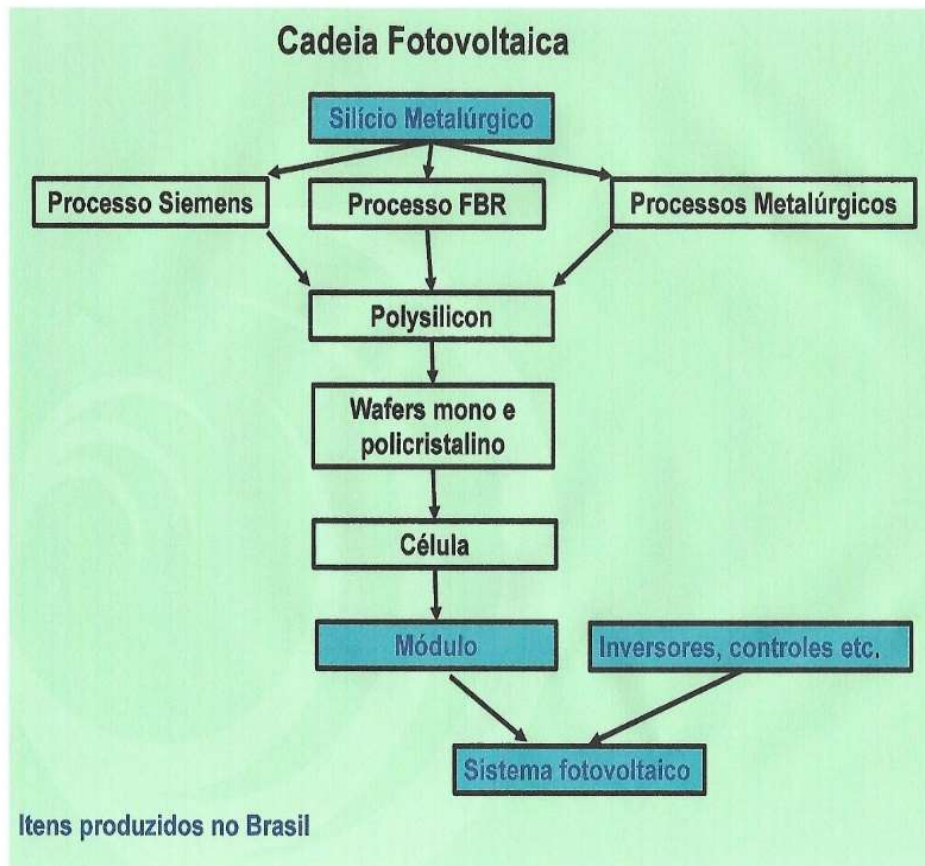 Cadeia Fotovoltaica
Silício Metalúrgico
Processo Siemens
Processo FBR
Processos Metalúrgicos
Polysilicon
Wafers mono e
policristalino
Célula
Módulo
Inversores, controles etc.
Sistema fotovoltaico
Itens produzidos no Brasil